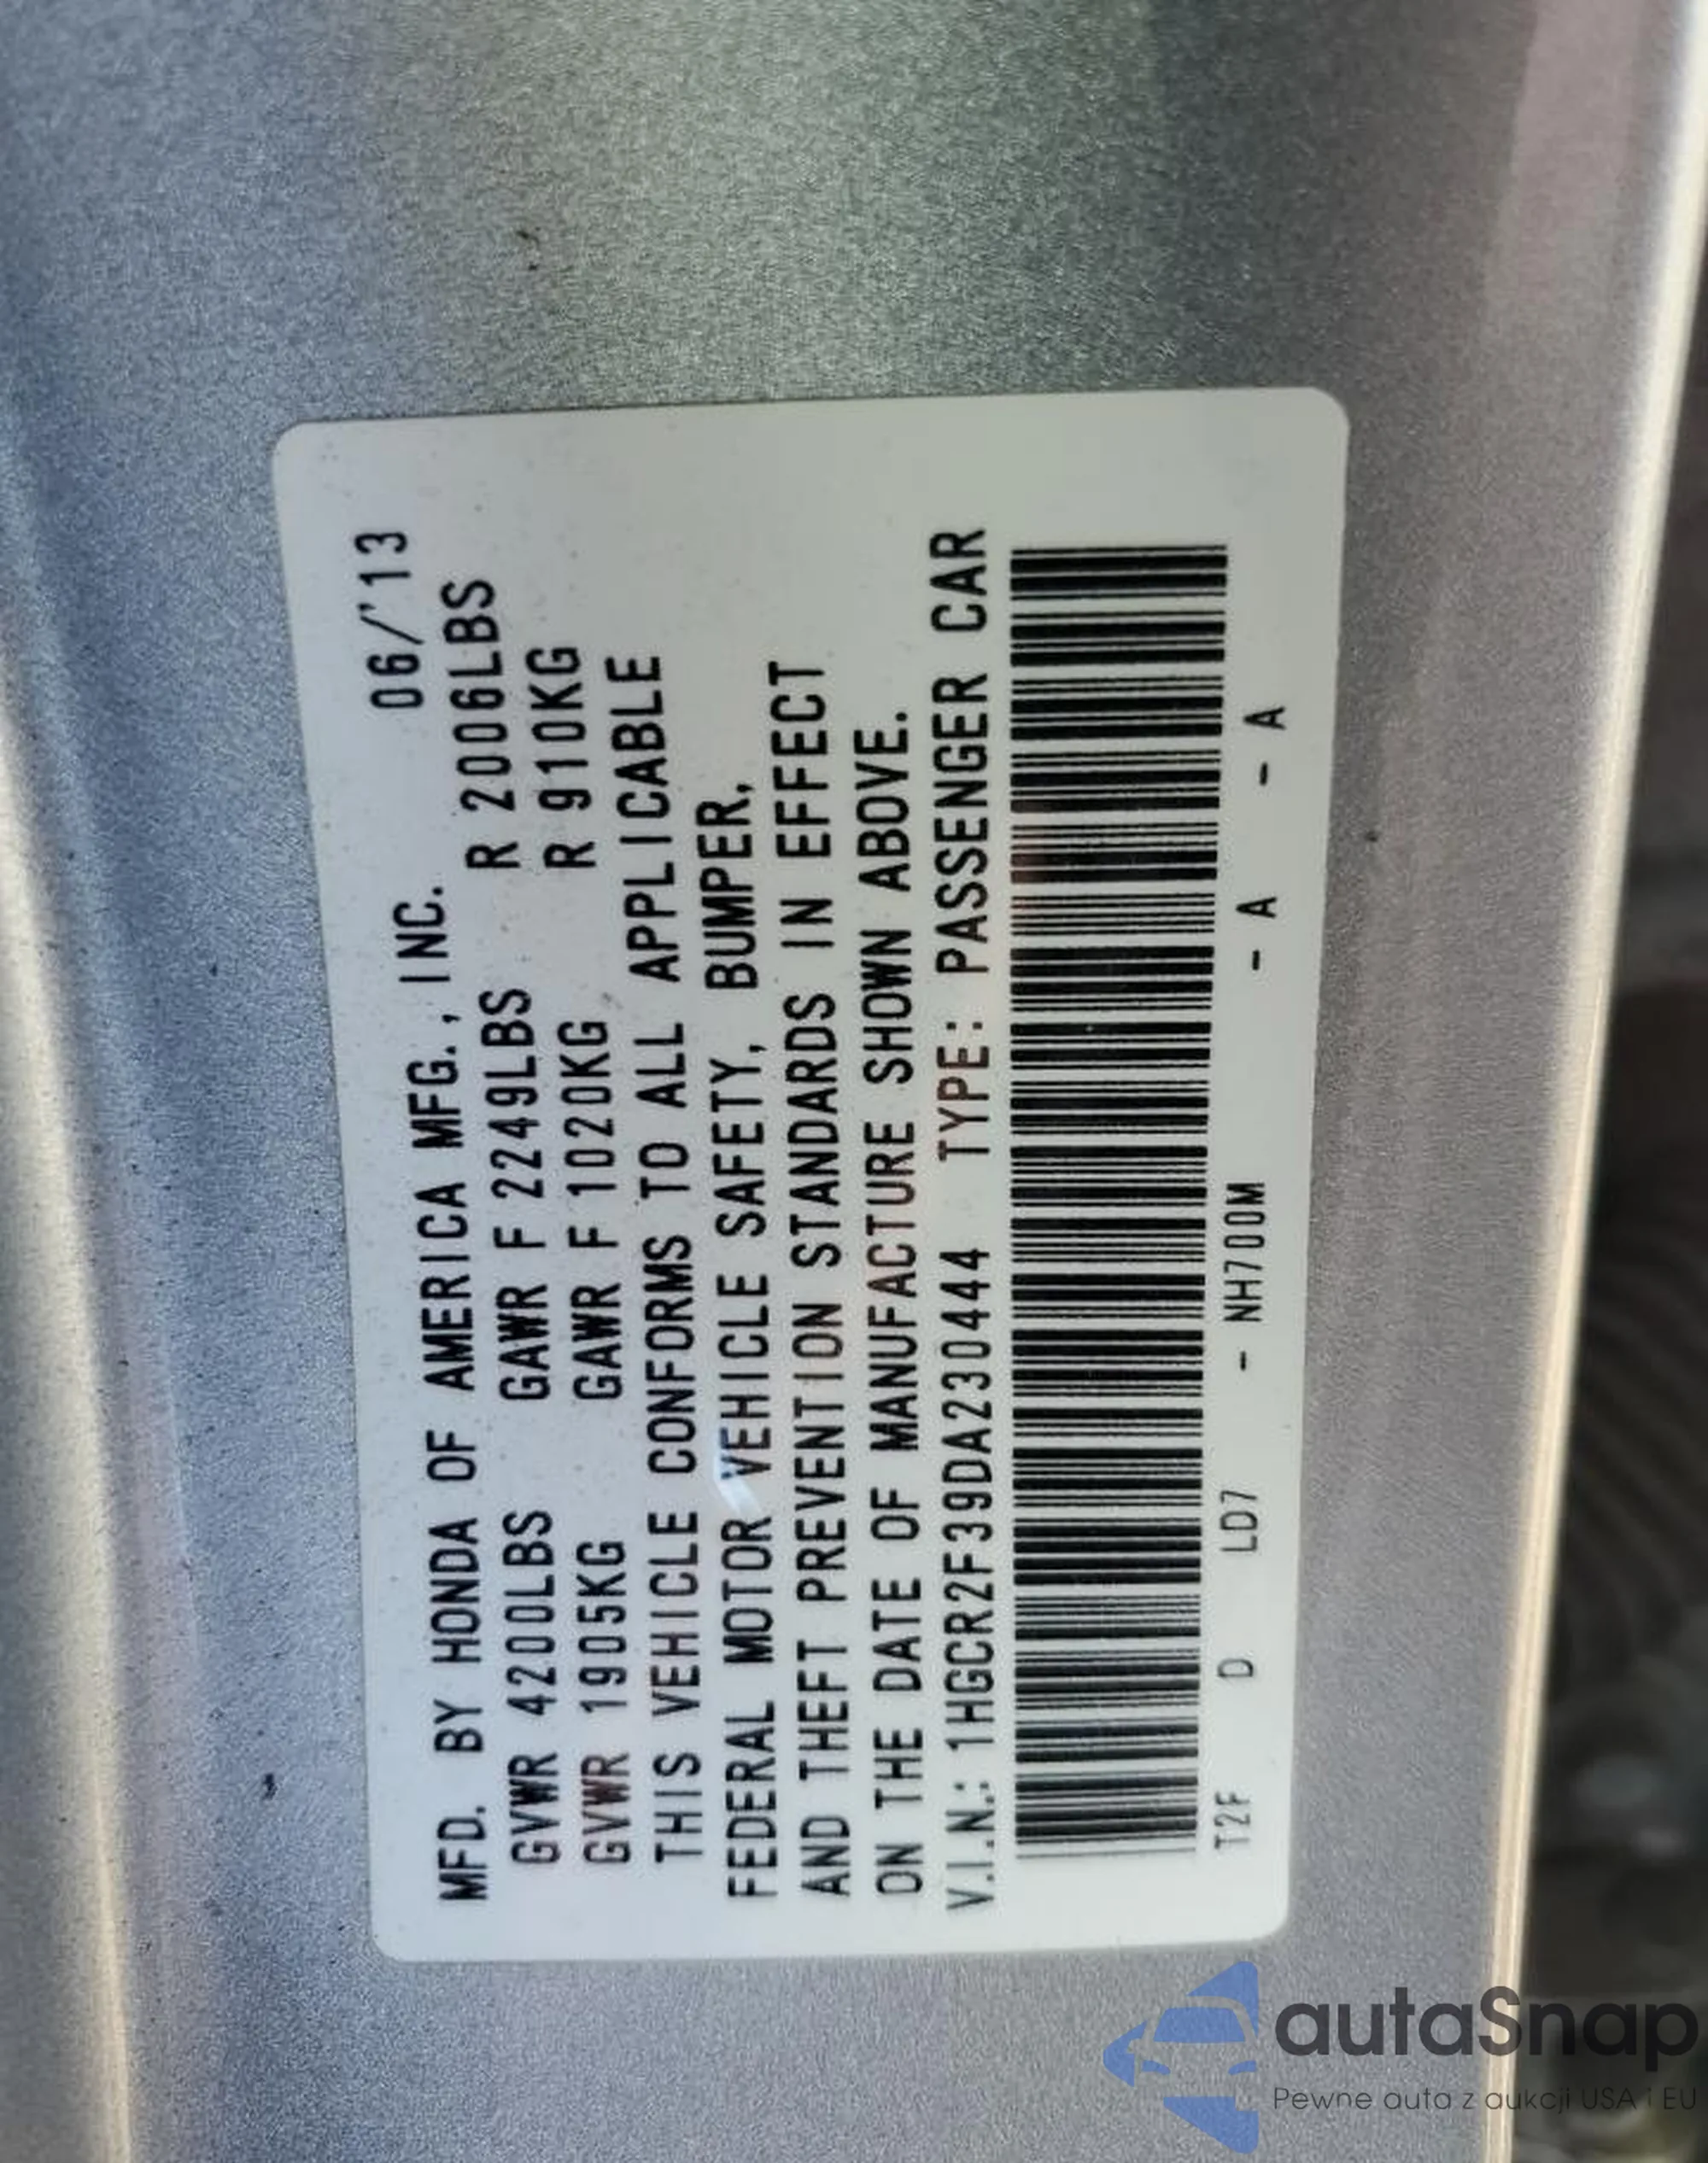 MFD. BY HONDA OF AMERICA MFG., INC. 06/'13
GVWR 4200LBS GAWR F 2249LBS R 2006LBS
GVWR 1905KG GAWR F 1020KG R 910KG
THIS VEHICLE CONFORMS TO ALL APPLICABLE
FEDERAL MOTOR VEHICLE SAFETY, BUMPER,
AND THEFT PREVENTION STANDARDS IN EFFECT
ON THE DATE OF MANUFACTURE SHOWN ABOVE.
V.I.N.: 1HGCR2F39DA230444 TYPE: PASSENGER CAR
T2F D LD7 - NH700M - A - A
autaSnap
Pewne auta z aukcji USA i EU